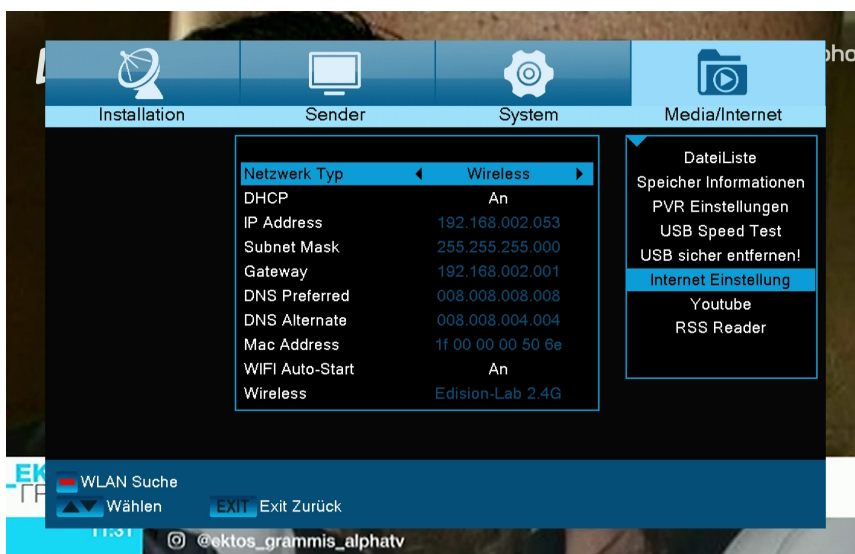 Installation
Sender
System
Media/Internet
Netzwerk Typ Wireless
DHCP An
IP Address 192.168.002.053
Subnet Mask 255.255.255.000
Gateway 192.168.002.001
DNS Preferred 008.008.008.008
DNS Alternate 008.008.004.004
Mac Address 1f 00 00 00 50 6e
WIFI Auto-Start An
Wireless Edision-Lab 2.4G
DateiListe
Speicher Informationen
PVR Einstellungen
USB Speed Test
USB sicher entfernen!
Internet Einstellung
Youtube
RSS Reader
WLAN Suche
Wählen EXIT Exit Zurück
11:31
@ektos_grammis_alphatv